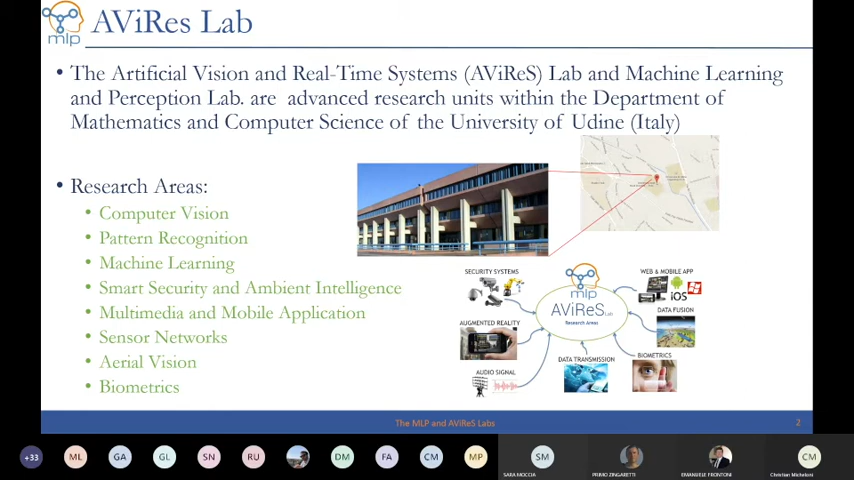 mlp
AViRes Lab
• The Artificial Vision and Real-Time Systems (AViReS) Lab and Machine Learning
and Perception Lab. are advanced research units within the Department of
Mathematics and Computer Science of the University of Udine (Italy)
• Research Areas:
• Computer Vision
• Pattern Recognition
• Machine Learning
• Smart Security and Ambient Intelligence
• Multimedia and Mobile Application
• Sensor Networks
• Aerial Vision
• Biometrics
SECURITY SYSTEMS
WEB & MOBILE APP
iOS
mlp
AViReS Lab
Research Areas
DATA FUSION
AUGMENTED REALITY
BIOMETRICS
DATA TRANSMISSION
AUDIO SIGNAL
The MLP and AViReS Labs
2
+33
ML
GA
GL
SN
RU
DM
FA
CM
MP
SM
CM
SARA MOCCIA
PRIMO ZINGARETTI
EMANUELE FRONTONI
Christian Micheloni